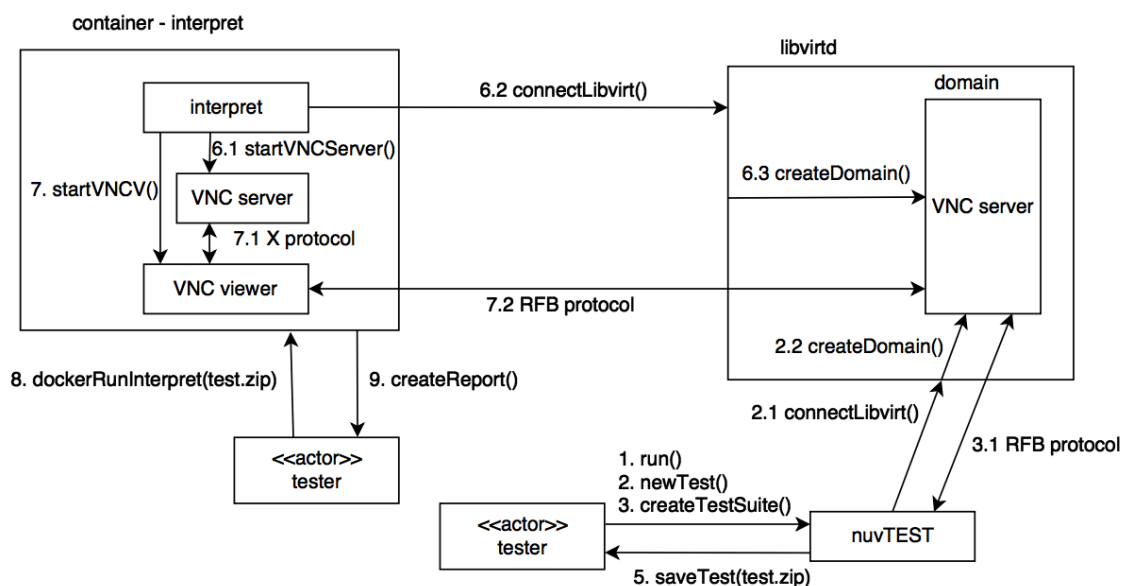 container - interpret
libvirtd
domain
interpret
6.2 connectLibvirt()
6.1 startVNCServer()
7. startVNCV()
VNC server
6.3 createDomain()
VNC server
7.1 X protocol
VNC viewer
7.2 RFB protocol
2.2 createDomain()
8. dockerRunInterpret(test.zip)
9. createReport()
2.1 connectLibvirt()
3.1 RFB protocol
<<actor>>
tester
1. run()
2. newTest()
3. createTestSuite()
<<actor>>
tester
nuvTEST
5. saveTest(test.zip)